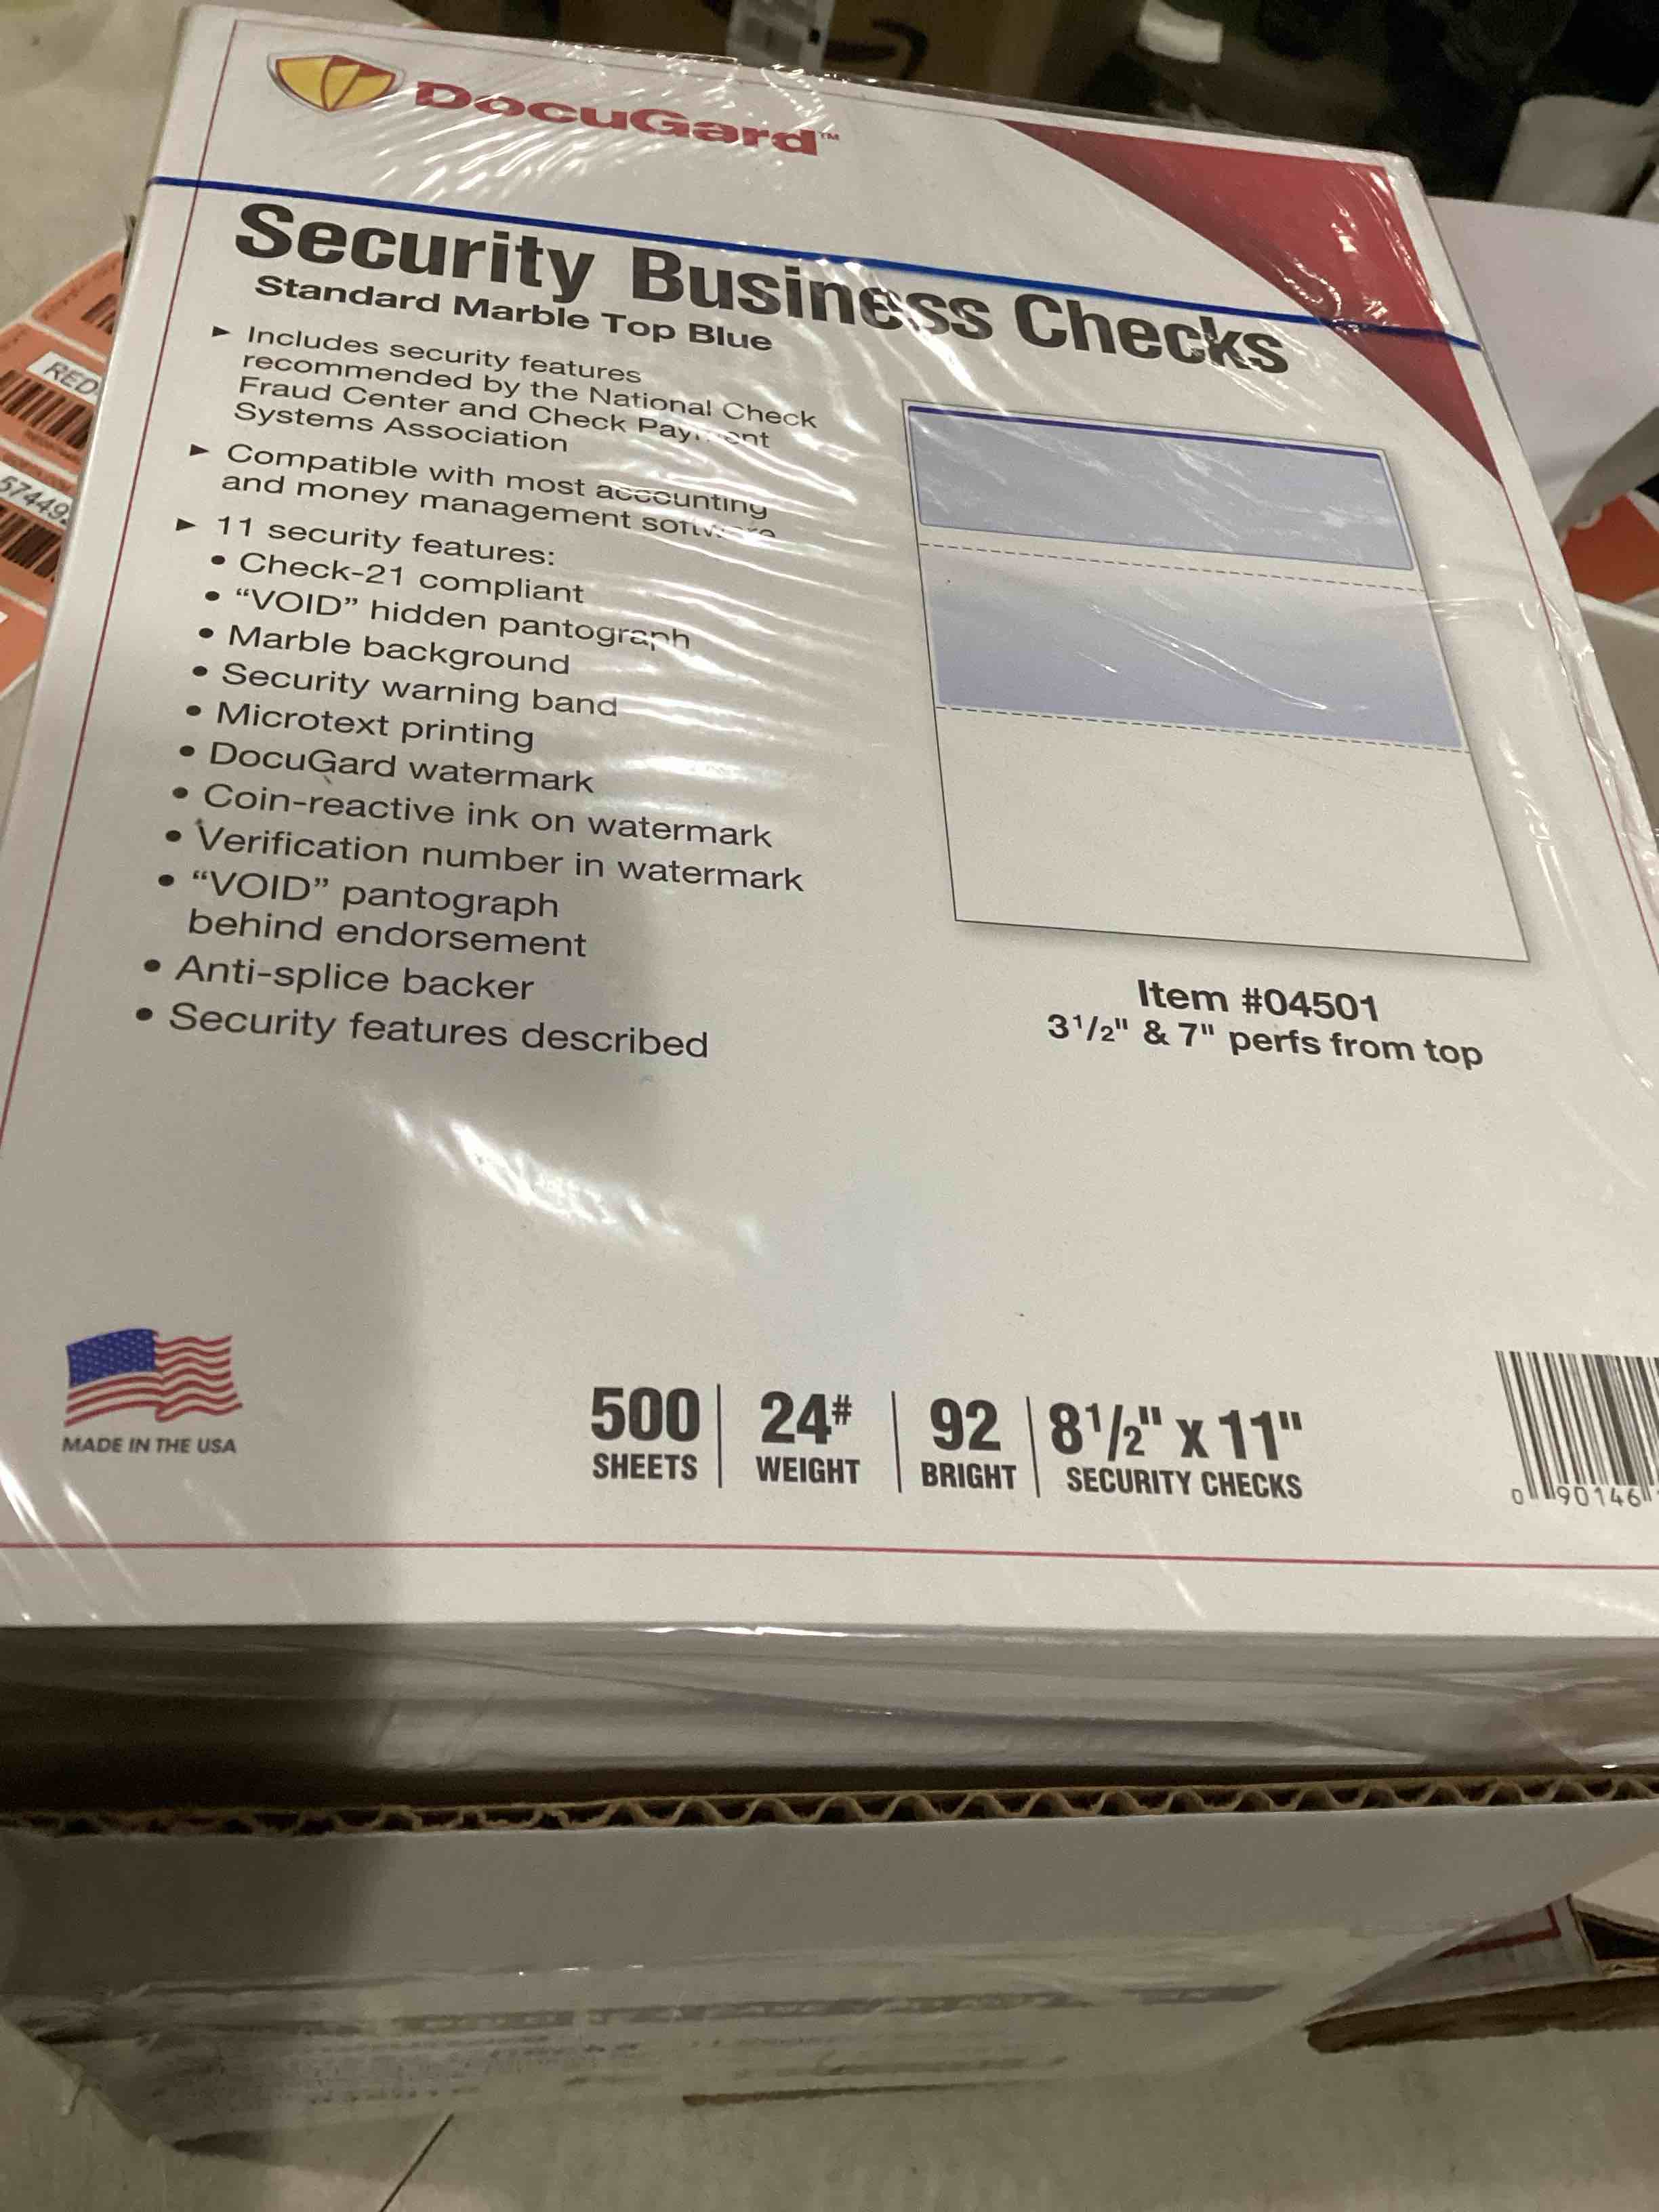 DocuGard™
Security Business Checks
Standard Marble Top Blue
► Includes security features
recommended by the National Check
Fraud Center and Check Payment
Systems Association
► Compatible with most accounting
and money management software
► 11 security features:
• Check-21 compliant
• “VOID” hidden pantograph
• Marble background
• Security warning band
• Microtext printing
• DocuGard watermark
• Coin-reactive ink on watermark
• Verification number in watermark
• “VOID” pantograph
behind endorsement
• Anti-splice backer
• Security features described
Item #04501
3 1/2" & 7" perfs from top
MADE IN THE USA
500 SHEETS
24# WEIGHT
92 BRIGHT
8 1/2" x 11" SECURITY CHECKS
0 90146
RED
57449